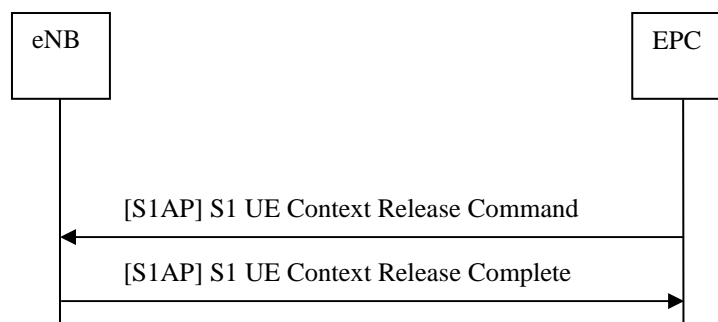 eNB
EPC
[S1AP] S1 UE Context Release Command
[S1AP] S1 UE Context Release Complete